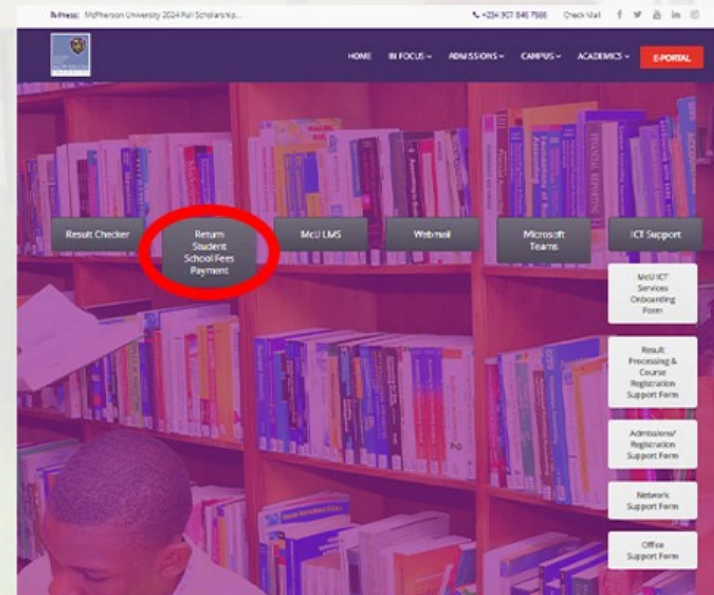 McPherson University 2024 Full Scholarship...
+234 907 846 7686 Check Mail
HOME IN FOCUS ADMISSIONS CAMPUS ACADEMICS E-PORTAL
Result Checker
Return
Student
School Fees
Payment
McU LMS
Webmail
Microsoft
Teams
ICT Support
McU ICT
Services
Onboarding
Form
Result
Processing &
Course
Registration
Support Form
Admissions/
Registration
Support Form
Network
Support Form
Office
Support Form